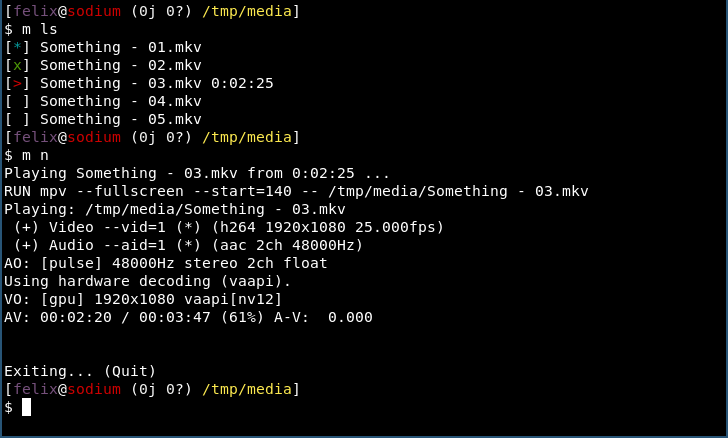 [felix@sodium (0j 0?) /tmp/media]
$ m ls
[*] Something - 01.mkv
[x] Something - 02.mkv
[>] Something - 03.mkv 0:02:25
[ ] Something - 04.mkv
[ ] Something - 05.mkv
[felix@sodium (0j 0?) /tmp/media]
$ m n
Playing Something - 03.mkv from 0:02:25 ...
RUN mpv --fullscreen --start=140 -- /tmp/media/Something - 03.mkv
Playing: /tmp/media/Something - 03.mkv
 (+) Video --vid=1 (*) (h264 1920x1080 25.000fps)
 (+) Audio --aid=1 (*) (aac 2ch 48000Hz)
AO: [pulse] 48000Hz stereo 2ch float
Using hardware decoding (vaapi).
VO: [gpu] 1920x1080 vaapi[nv12]
AV: 00:02:20 / 00:03:47 (61%) A-V:  0.000
Exiting... (Quit)
[felix@sodium (0j 0?) /tmp/media]
$